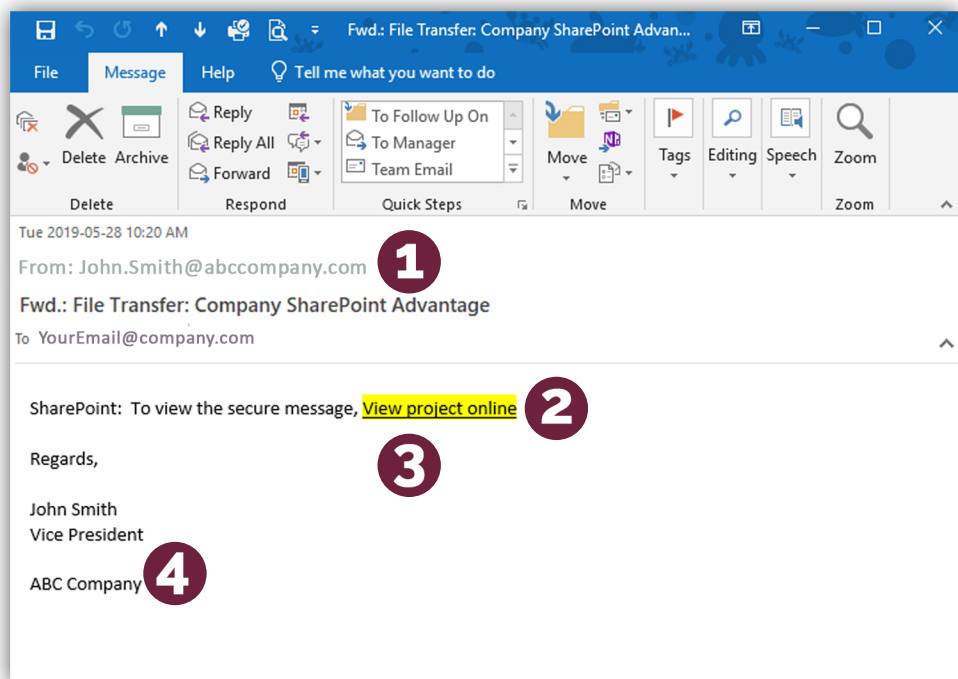 Fwd.: File Transfer: Company SharePoint Advan...
File Message Help Tell me what you want to do
Reply To Follow Up On
Reply All To Manager
Delete Archive Forward Team Email Move Tags Editing Speech Zoom
Delete Respond Quick Steps Move Zoom
Tue 2019-05-28 10:20 AM
From: John.Smith@abccompany.com 1
Fwd.: File Transfer: Company SharePoint Advantage
To YourEmail@company.com
SharePoint: To view the secure message, View project online 2
Regards, 3
John Smith
Vice President
ABC Company 4